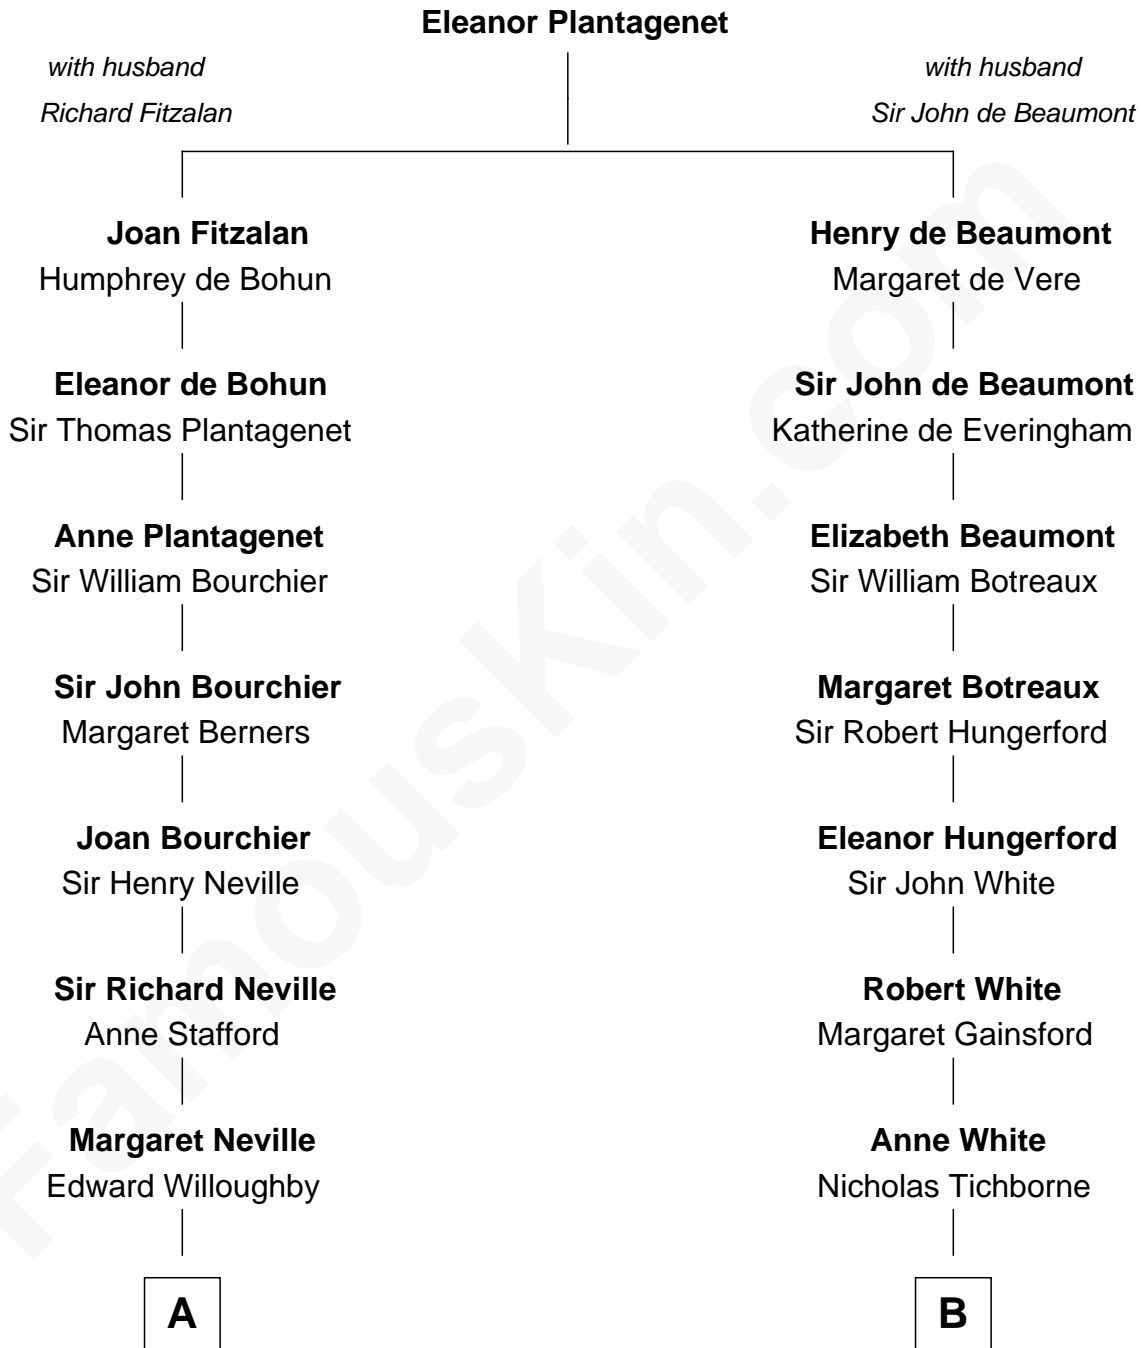 Eleanor Plantagenet
with husband
Richard Fitzalan
with husband
Sir John de Beaumont
Joan Fitzalan
Humphrey de Bohun
Henry de Beaumont
Margaret de Vere
Eleanor de Bohun
Sir Thomas Plantagenet
Sir John de Beaumont
Katherine de Everingham
Anne Plantagenet
Sir William Bourchier
Elizabeth Beaumont
Sir William Botreaux
Sir John Bourchier
Margaret Berners
Margaret Botreaux
Sir Robert Hungerford
Joan Bourchier
Sir Henry Neville
Eleanor Hungerford
Sir John White
Sir Richard Neville
Anne Stafford
Robert White
Margaret Gainsford
Margaret Neville
Edward Willoughby
Anne White
Nicholas Tichborne
A
B
FamousKin.com